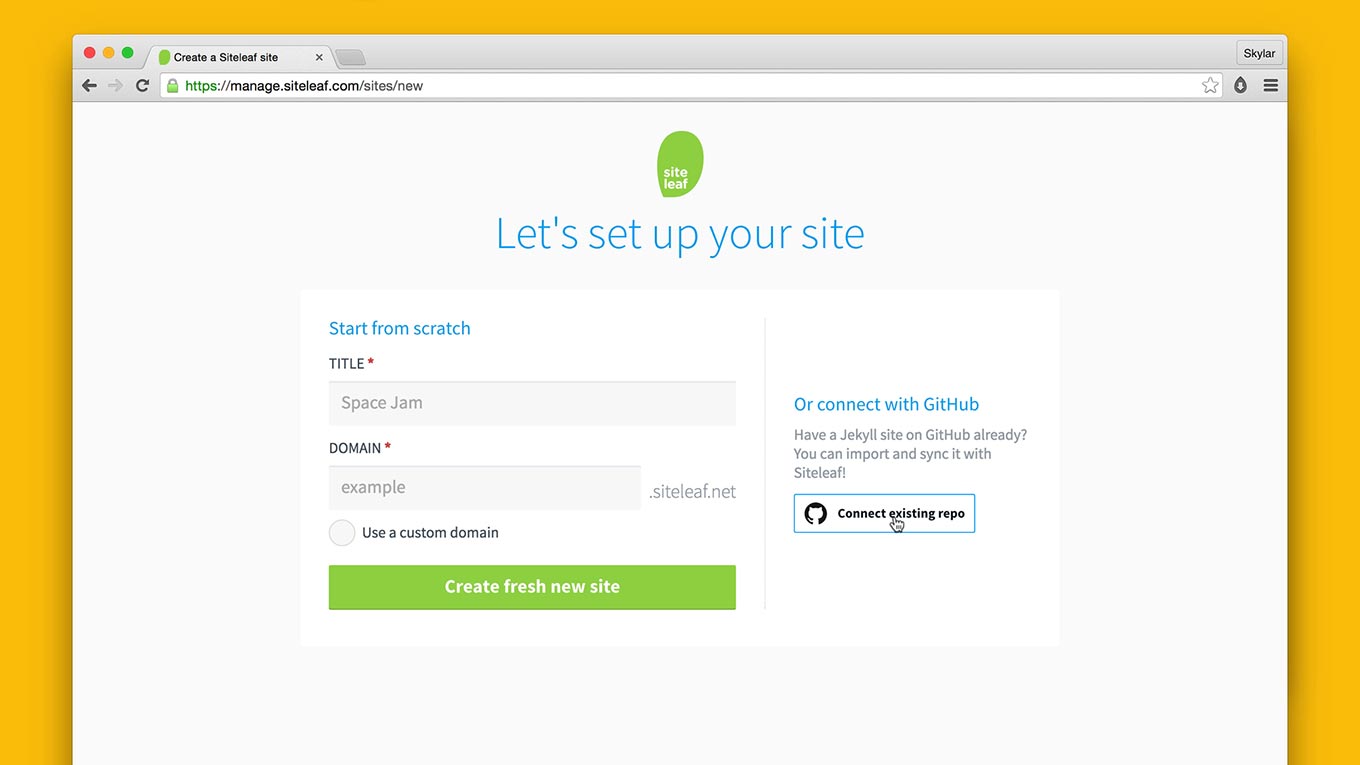 Create a Siteleaf site
Skylar
https://manage.siteleaf.com/sites/new
site
leaf
Let's set up your site
Start from scratch
TITLE *
Space Jam
DOMAIN *
example
.siteleaf.net
Use a custom domain
Create fresh new site
Or connect with GitHub
Have a Jekyll site on GitHub already?
You can import and sync it with
Siteleaf!
Connect existing repo